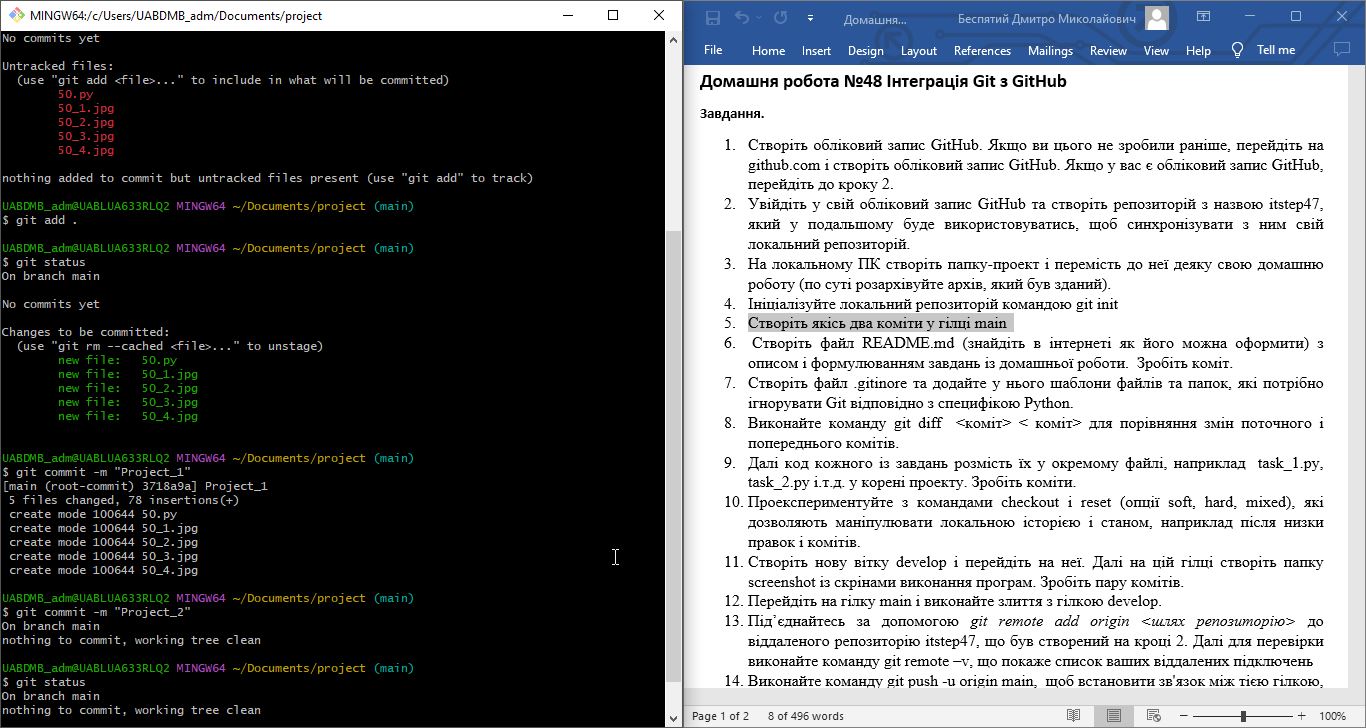 MINGW64:/c/Users/UABDMB_adm/Documents/project
No commits yet
Untracked files:
(use "git add <file>..." to include in what will be committed)
50.py
50_1.jpg
50_2.jpg
50_3.jpg
50_4.jpg
nothing added to commit but untracked files present (use "git add" to track)
UABDMB_adm@UABLUA633RLQ2 MINGW64 ~/Documents/project (main)
$ git add .
UABDMB_adm@UABLUA633RLQ2 MINGW64 ~/Documents/project (main)
$ git status
On branch main
No commits yet
Changes to be committed:
(use "git rm --cached <file>..." to unstage)
new file:   50.py
new file:   50_1.jpg
new file:   50_2.jpg
new file:   50_3.jpg
new file:   50_4.jpg
UABDMB_adm@UABLUA633RLQ2 MINGW64 ~/Documents/project (main)
$ git commit -m "Project_1"
[main (root-commit) 3718a9a] Project_1
5 files changed, 78 insertions(+)
create mode 100644 50.py
create mode 100644 50_1.jpg
create mode 100644 50_2.jpg
create mode 100644 50_3.jpg
create mode 100644 50_4.jpg
UABDMB_adm@UABLUA633RLQ2 MINGW64 ~/Documents/project (main)
$ git commit -m "Project_2"
On branch main
nothing to commit, working tree clean
UABDMB_adm@UABLUA633RLQ2 MINGW64 ~/Documents/project (main)
$ git status
On branch main
nothing to commit, working tree clean
Домашня... Беспятий Дмитро Миколайович
File Home Insert Design Layout References Mailings Review View Help Tell me
Домашня робота №48 Інтеграція Git з GitHub
Завдання.
1. Створіть обліковий запис GitHub. Якщо ви цього не зробили раніше, перейдіть на
github.com і створіть обліковий запис GitHub. Якщо у вас є обліковий запис GitHub,
перейдіть до кроку 2.
2. Увійдіть у свій обліковий запис GitHub та створіть репозиторій з назвою itstep47,
який у подальшому буде використовуватись, щоб синхронізувати з ним свій
локальний репозиторій.
3. На локальному ПК створіть папку-проект і перемість до неї деяку свою домашню
роботу (по суті розархівуйте архів, який був зданий).
4. Ініціалізуйте локальний репозиторій командою git init
5. Створіть якісь два коміти у гілці main
6. Створіть файл README.md (знайдіть в інтернеті як його можна оформити) з
описом і формулюванням завдань із домашньої роботи. Зробіть коміт.
7. Створіть файл .gitinore та додайте у нього шаблони файлів та папок, які потрібно
ігнорувати Git відповідно з специфікою Python.
8. Виконайте команду git diff <коміт> < коміт> для порівняння змін поточного і
попереднього комітів.
9. Далі код кожного із завдань розмість їх у окремому файлі, наприклад task_1.py,
task_2.py і.т.д. у корені проекту. Зробіть коміти.
10. Проекспериментуйте з командами checkout і reset (опції soft, hard, mixed), які
дозволяють маніпулювати локальною історією і станом, наприклад після низки
правок і комітів.
11. Створіть нову вітку develop і перейдіть на неї. Далі на цій гілці створіть папку
screenshot із скрінами виконання програм. Зробіть пару комітів.
12. Перейдіть на гілку main і виконайте злиття з гілкою develop.
13. Під’єднайтесь за допомогою git remote add origin <шлях репозиторію> до
віддаленого репозиторію itstep47, що був створений на кроці 2. Далі для перевірки
виконайте команду git remote –v, що покаже список ваших віддалених підключень
14. Виконайте команду git push -u origin main, щоб встановити зв'язок між тією гілкою,
Page 1 of 2 8 of 496 words 100%